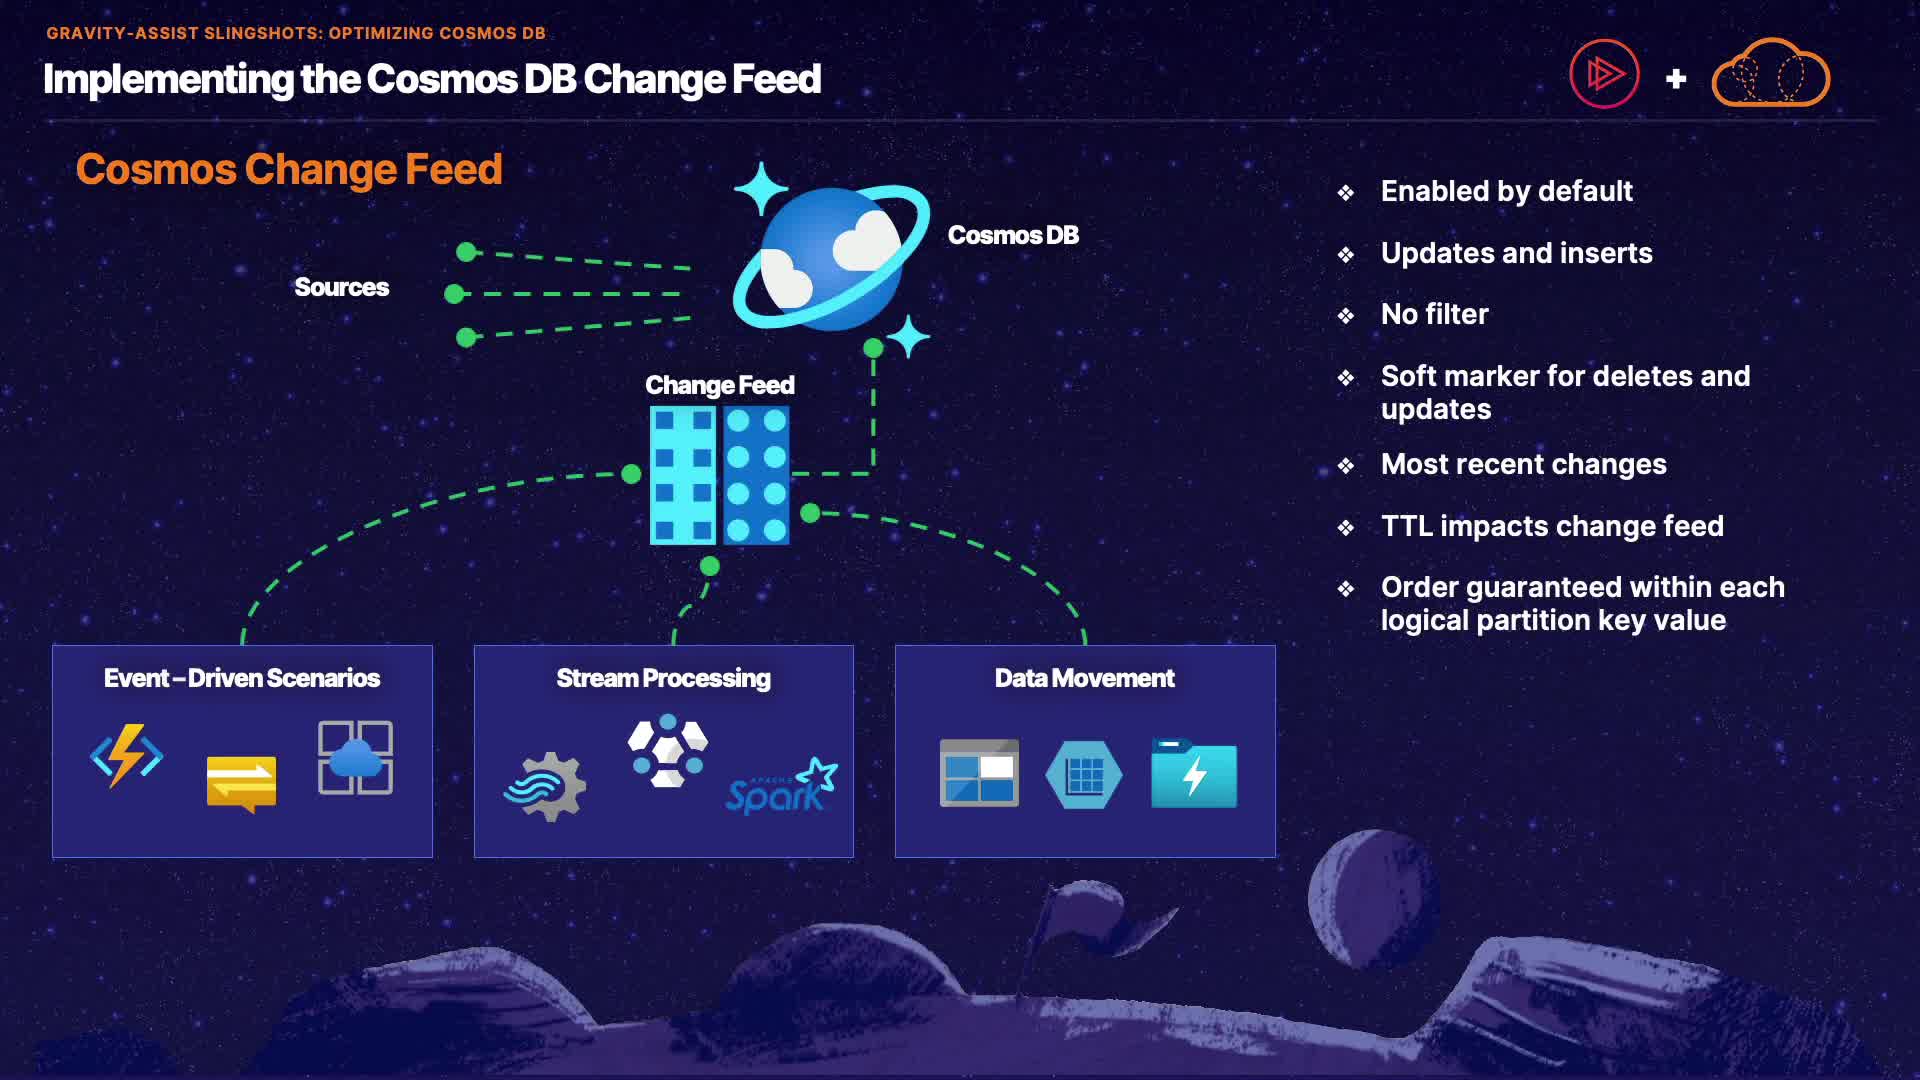 GRAVITY-ASSIST SLINGSHOTS: OPTIMIZING COSMOS DB
Implementing the Cosmos DB Change Feed
Cosmos Change Feed
Cosmos DB
Sources
Change Feed
Event – Driven Scenarios
Stream Processing
APACHE
Spark
Data Movement
❖ Enabled by default
❖ Updates and inserts
❖ No filter
❖ Soft marker for deletes and
updates
❖ Most recent changes
❖ TTL impacts change feed
❖ Order guaranteed within each
logical partition key value